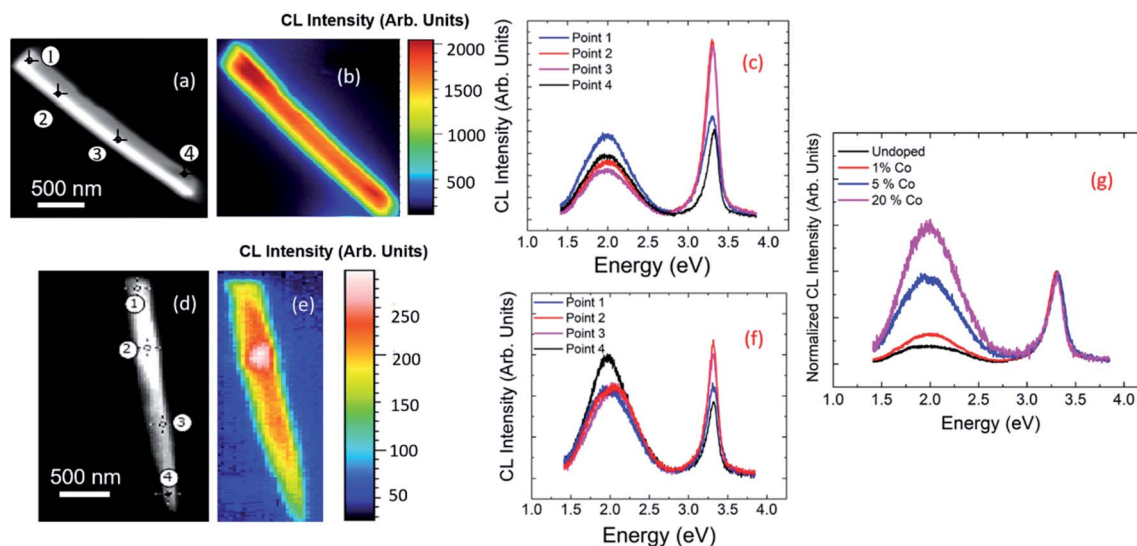 CL Intensity (Arb. Units)
(a)
1
2
3
4
500 nm
(b)
2000
1500
1000
500
CL Intensity (Arb. Units)
Point 1
Point 2
Point 3
Point 4
(c)
1.0 1.5 2.0 2.5 3.0 3.5 4.0
Energy (eV)
CL Intensity (Arb. Units)
(d)
1
2
3
4
500 nm
(e)
250
200
150
100
50
CL Intensity (Arb. Units)
Point 1
Point 2
Point 3
Point 4
(f)
1.0 1.5 2.0 2.5 3.0 3.5 4.0
Energy (eV)
Normalized CL Intensity (Arb. Units)
Undoped
1% Co
5 % Co
20 % Co
(g)
1.0 1.5 2.0 2.5 3.0 3.5 4.0
Energy (eV)